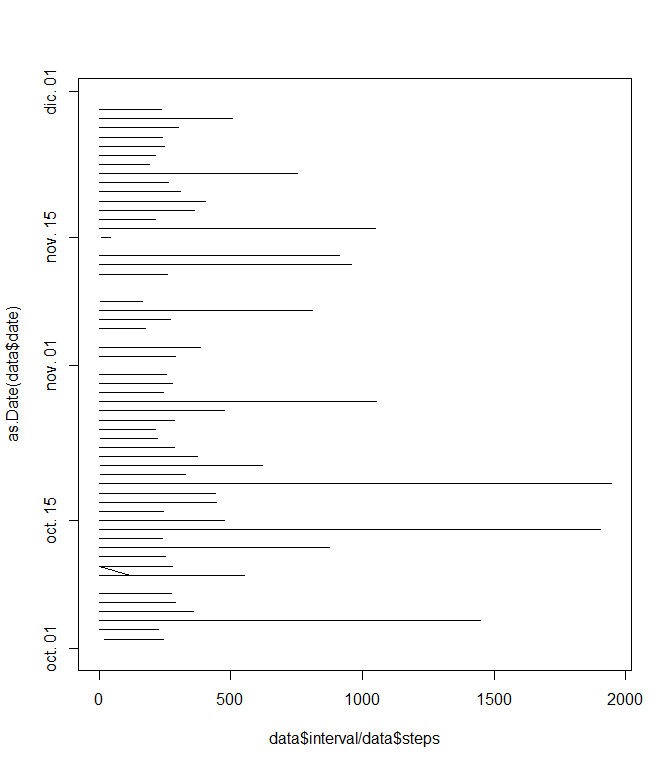 dic. 01
nov. 15
nov. 01
oct. 15
oct. 01
as.Date(data$date)
0 500 1000 1500 2000
data$interval/data$steps